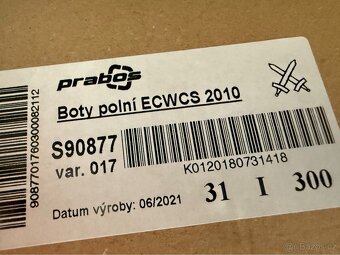 prabos
Boty polní ECWCS 2010
S90877
var. 017
K0120180731418
31 I 300
Datum výroby: 06/2021
9087701760300082112